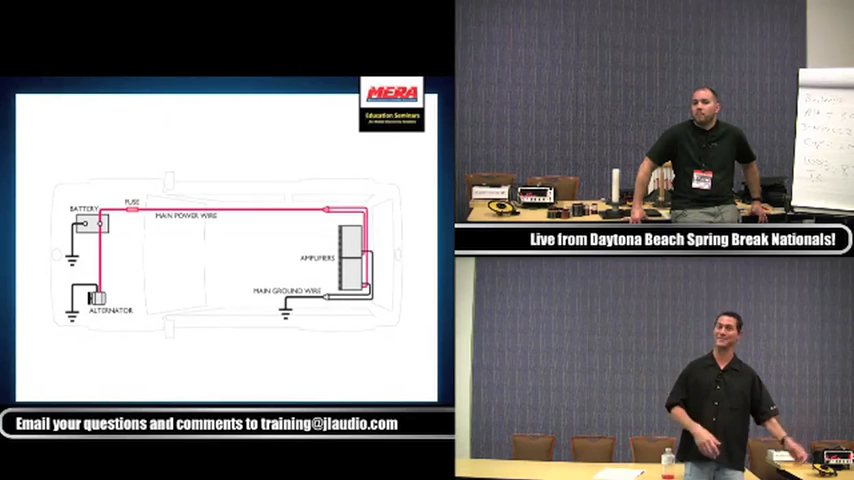 MERA
Education Seminars
BATTERY
FUSE
MAIN POWER WIRE
AMPLIFIERS
MAIN GROUND WIRE
ALTERNATOR
Email your questions and comments to training@jlaudio.com
Live from Daytona Beach Spring Break Nationals!